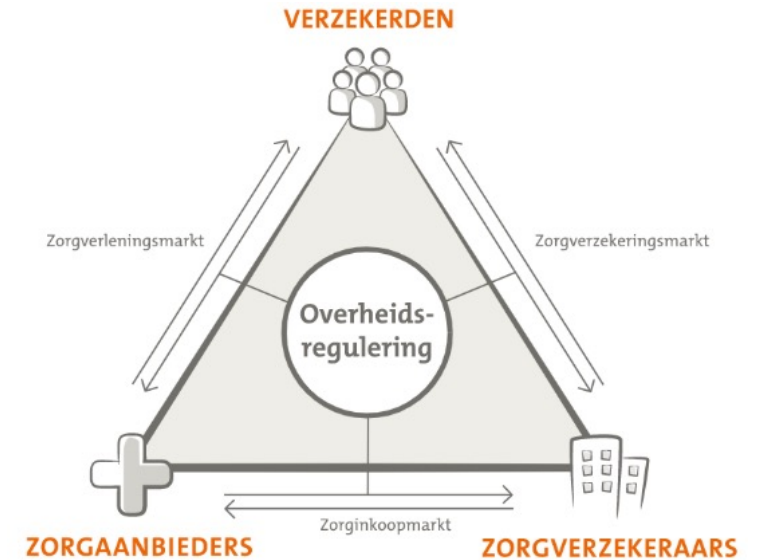 VERZEKERDEN
Zorgverleningsmarkt
Zorgverzekeringsmarkt
Overheids-
regulering
Zorginkoopmarkt
ZORGAANBIEDERS
ZORGVERZEKERAARS